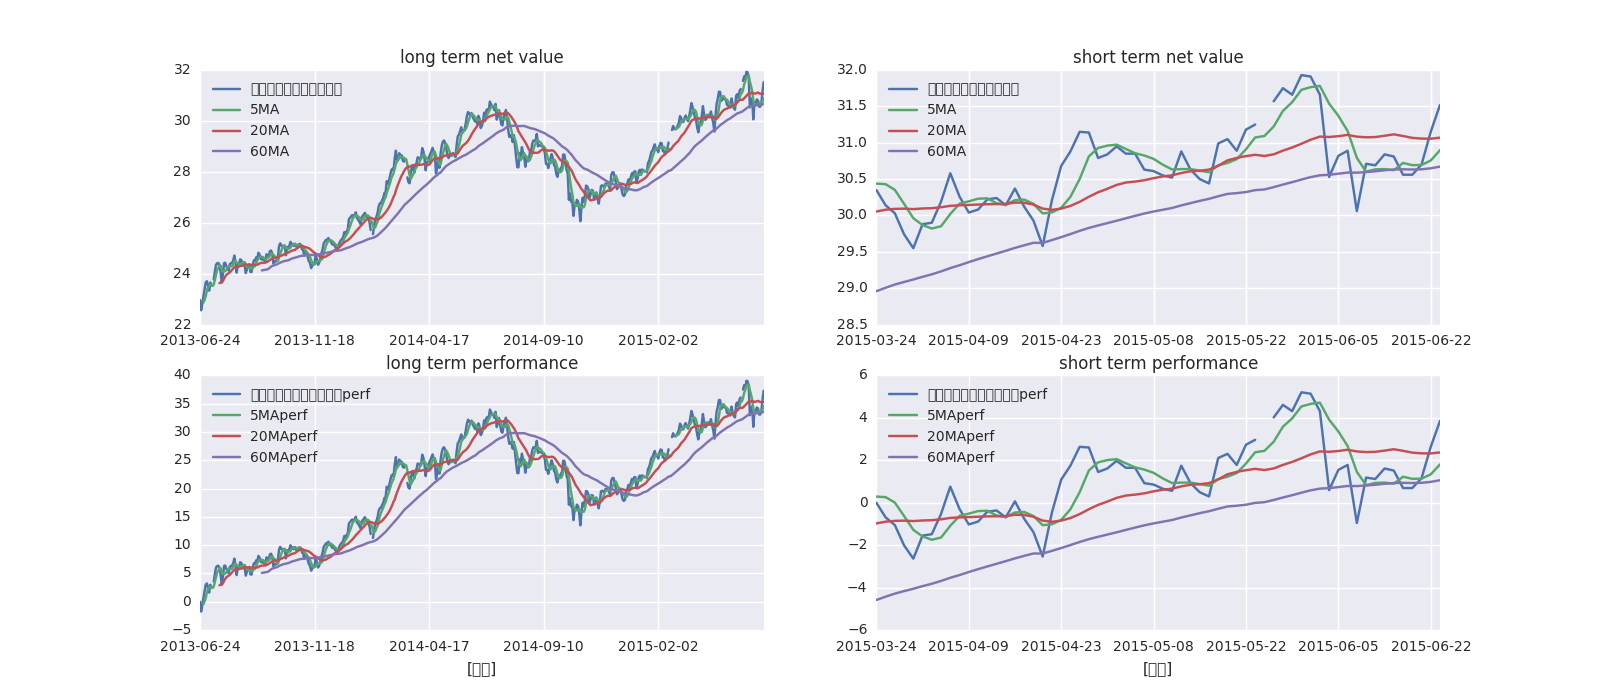 long term net value
32
30
28
26
24
22
5MA
20MA
60MA
2013-06-24 2013-11-18 2014-04-17 2014-09-10 2015-02-02
short term net value
32.0
31.5
31.0
30.5
30.0
29.5
29.0
28.5
5MA
20MA
60MA
2015-03-24 2015-04-09 2015-04-23 2015-05-08 2015-05-22 2015-06-05 2015-06-22
long term performance
40
35
30
25
20
15
10
5
0
−5
perf
5MAperf
20MAperf
60MAperf
2013-06-24 2013-11-18 2014-04-17 2014-09-10 2015-02-02
short term performance
6
4
2
0
−2
−4
−6
perf
5MAperf
20MAperf
60MAperf
2015-03-24 2015-04-09 2015-04-23 2015-05-08 2015-05-22 2015-06-05 2015-06-22